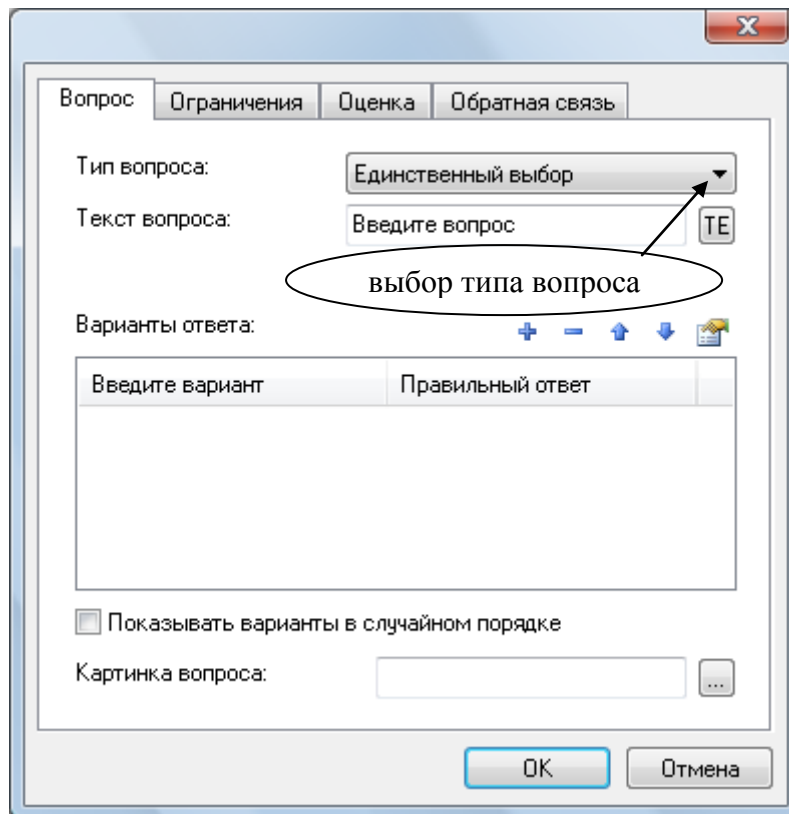 Вопрос Ограничения Оценка Обратная связь
Тип вопроса: Единственный выбор
Текст вопроса: Введите вопрос TE
выбор типа вопроса
Варианты ответа:
Введите вариант Правильный ответ
Показывать варианты в случайном порядке
Картинка вопроса: ...
OK Отмена